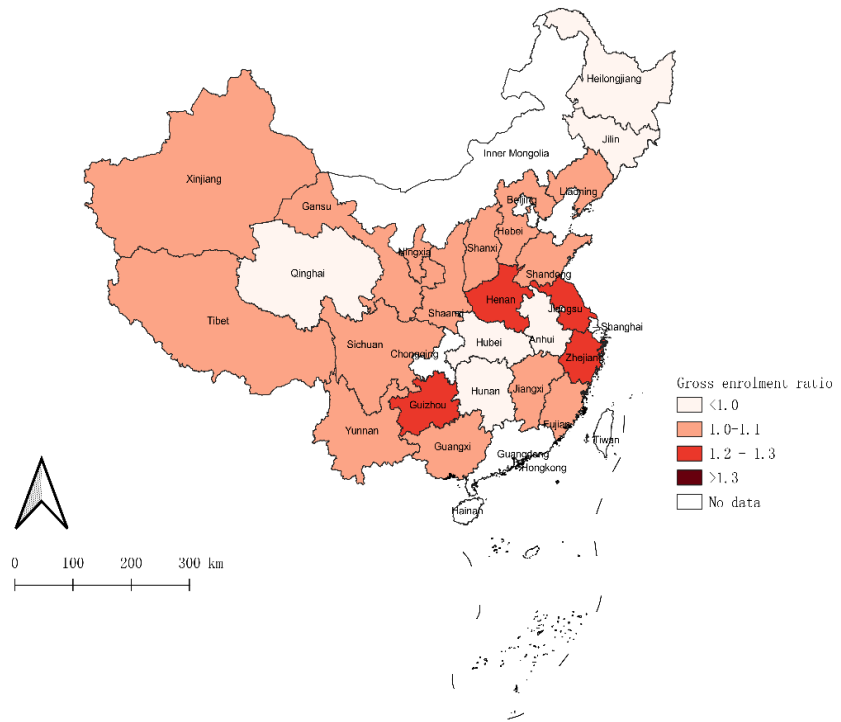 Heilongjiang
Jilin
Inner Mongolia
Xinjiang
Liaoning
Gansu
Beijing
Hebei
Ningxia
Shanxi
Qinghai
Shandong
Henan
Jiangsu
Shaanxi
Tibet
Shanghai
Anhui
Hubei
Sichuan
Chongqing
Zhejiang
Hunan
Jiangxi
Guizhou
Fujian
Yunnan
Guangxi
Tiwan
Guangdong
Hongkong
Hainan
Gross enrolment ratio
<1.0
1.0-1.1
1.2 - 1.3
>1.3
No data
0 100 200 300 km